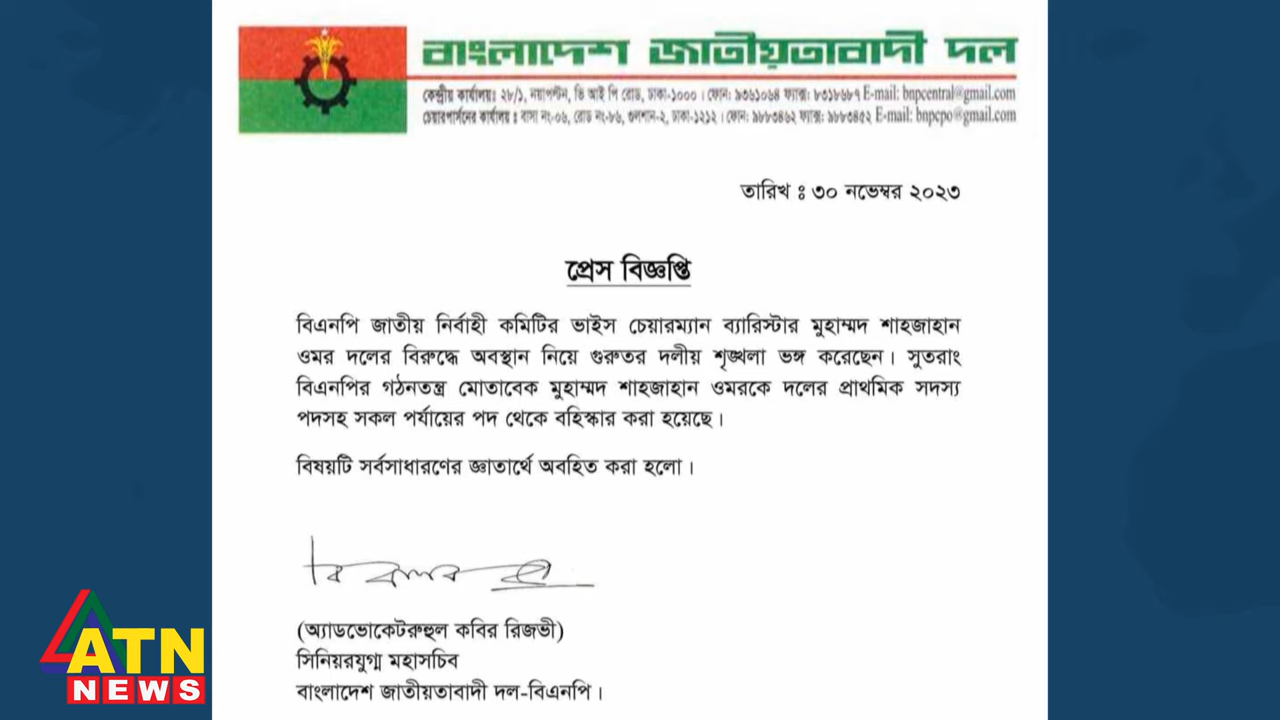 বাংলাদেশ জাতীয়তাবাদী দল
কেন্দ্রীয় কার্যালয়ঃ ২৮/১, নয়াপল্টন, ভি আই পি রোড, ঢাকা-১০০০ । ফোন: ৯৩৬১০৬৪ ফ্যাক্স: ৮৩১৮৬৮৭ E-mail: bnpcentral@gmail.com
চেয়ারপার্সনের কার্যালয় ঃ বাসা নং-০৬, রোড নং-৮৬, গুলশান-২, ঢাকা-১২১২ । ফোন: ৯৮৮৩৪৬২ ফ্যাক্স: ৯৮৮৩৪৫২ E-mail: bnpcpo@gmail.com
তারিখ ঃ ৩০ নভেম্বর ২০২৩
প্রেস বিজ্ঞপ্তি
বিএনপি জাতীয় নির্বাহী কমিটির ভাইস চেয়ারম্যান ব্যারিস্টার মুহাম্মদ শাহজাহান
ওমর দলের বিরুদ্ধে অবস্থান নিয়ে গুরুতর দলীয় শৃঙ্খলা ভঙ্গ করেছেন। সুতরাং
বিএনপির গঠনতন্ত্র মোতাবেক মুহাম্মদ শাহজাহান ওমরকে দলের প্রাথমিক সদস্য
পদসহ সকল পর্যায়ের পদ থেকে বহিস্কার করা হয়েছে।
বিষয়টি সর্বসাধারণের জ্ঞাতার্থে অবহিত করা হলো।
(অ্যাডভোকেটরুহুল কবির রিজভী)
সিনিয়রযুগ্ম মহাসচিব
বাংলাদেশ জাতীয়তাবাদী দল-বিএনপি।
ATN
NEWS